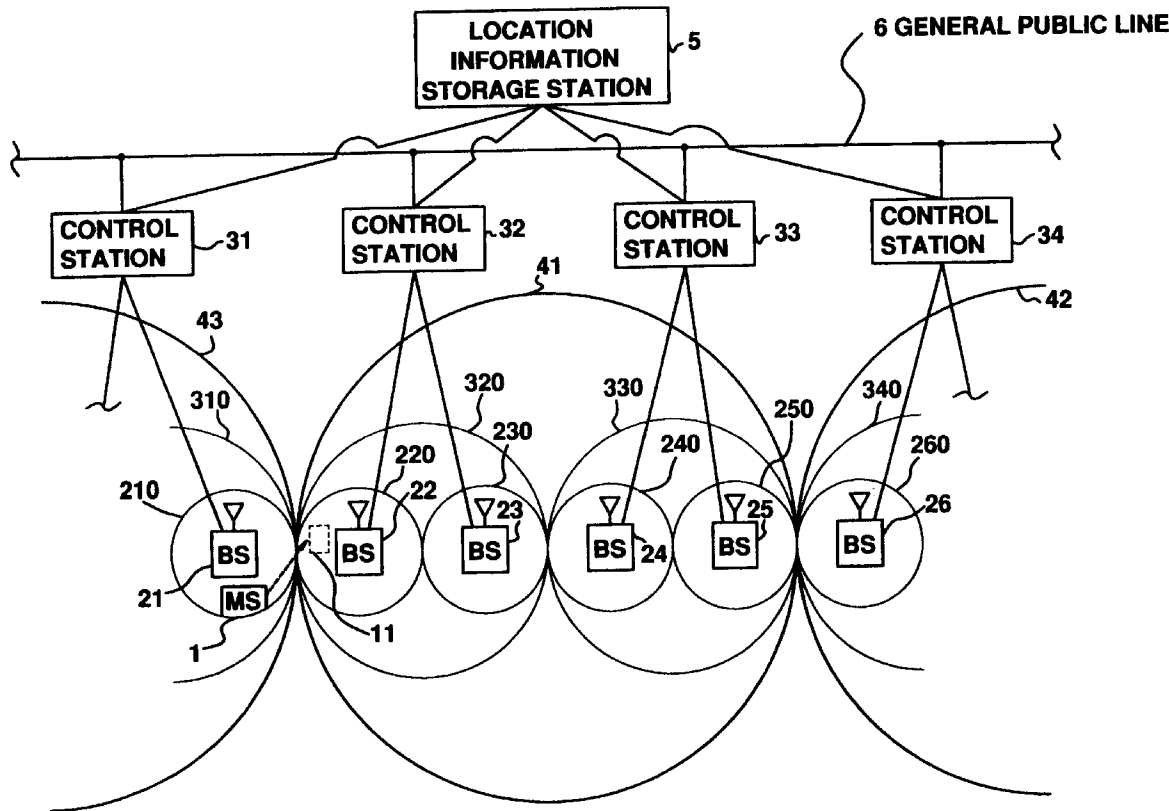 LOCATION
INFORMATION
STORAGE STATION
5
6 GENERAL PUBLIC LINE
CONTROL
STATION
31
CONTROL
STATION
32
CONTROL
STATION
33
CONTROL
STATION
34
43
41
42
310
320
330
340
210
220
230
240
250
260
BS
21
BS
22
BS
23
BS
24
BS
25
BS
26
MS
1
11